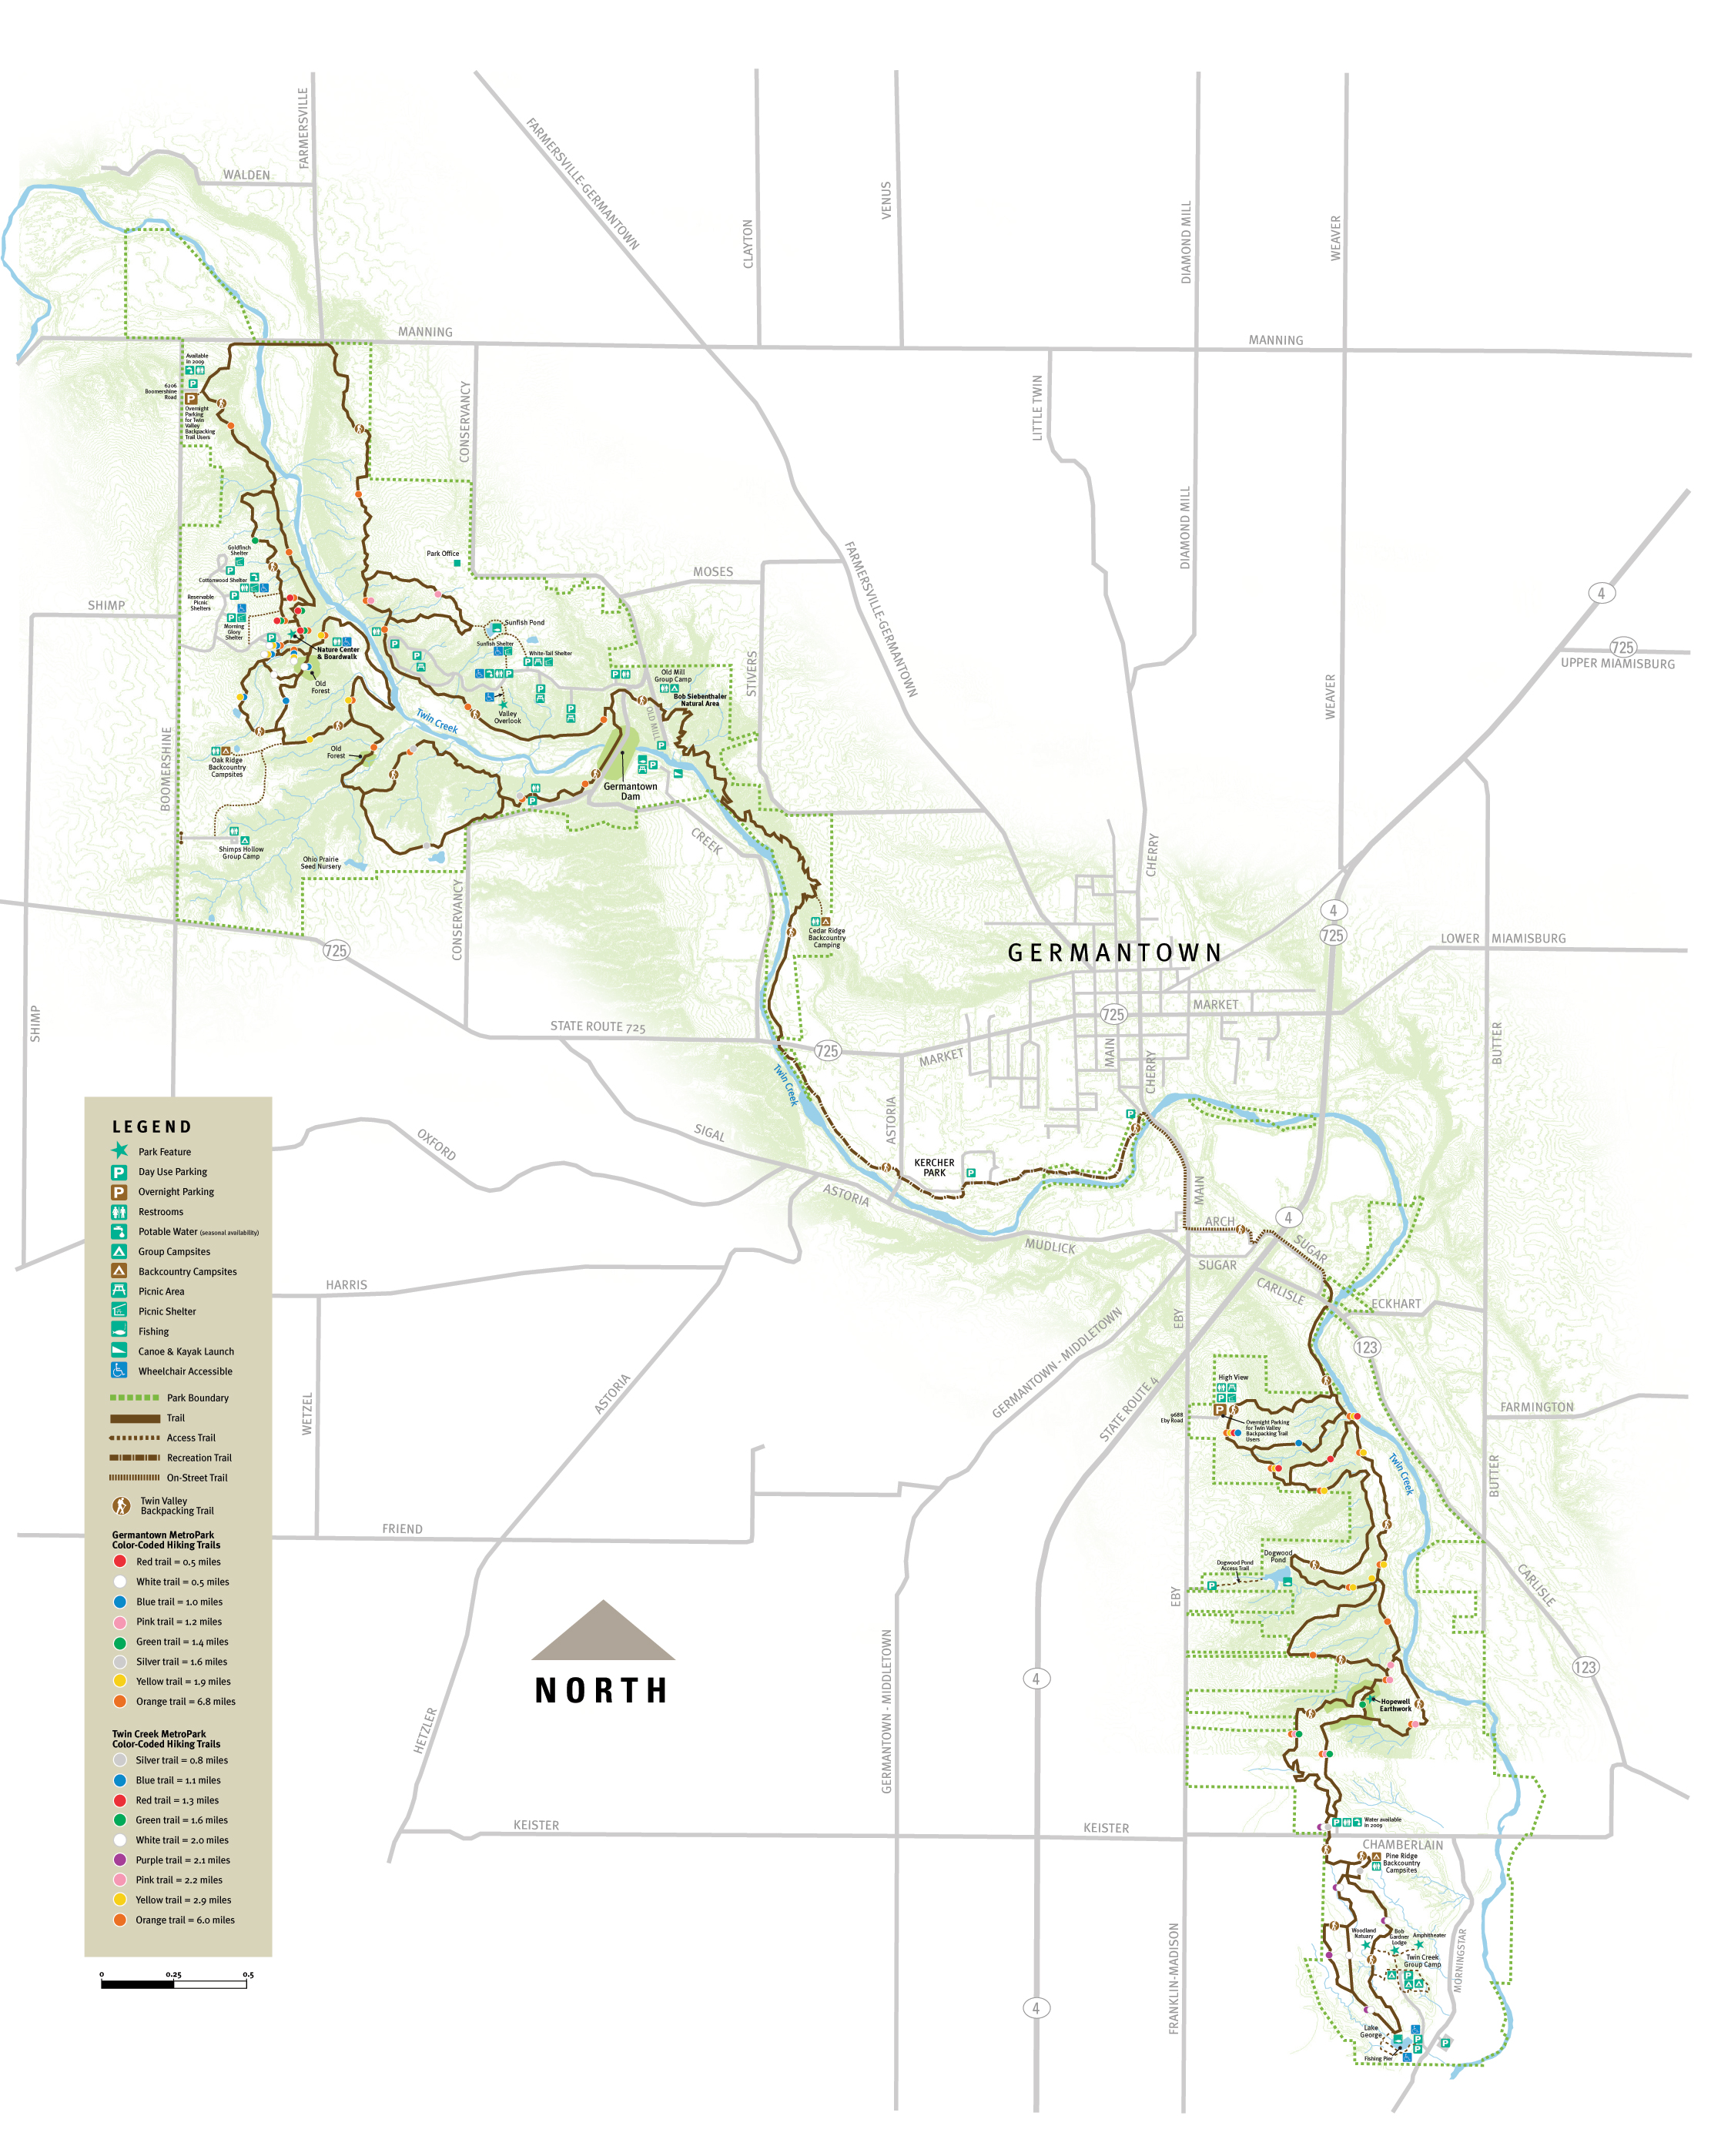 FARMERSVILLE
WALDEN
FARMERSVILLE-GERMANTOWN
CLAYTON
VENUS
DIAMOND MILL
WEAVER
MANNING
MANNING
Available
in 2009
6206
Boomershine
Road
Overnight
Parking
for Twin
Valley
Backpacking
Trail Users
CONSERVANCY
LITTLE TWIN
DIAMOND MILL
FARMERSVILLE-GERMANTOWN
4
725
UPPER MIAMISBURG
Park Office
MOSES
SHIMP
Goldfinch
Shelter
Cottonwood Shelter
Reservable
Picnic
Shelters
Morning
Glory
Shelter
Nature Center
& Boardwalk
Old
Forest
Sunfish Pond
Sunfish Shelter
White-Tail Shelter
Valley
Overlook
Old Mill
Group Camp
Bob Siebenthaler
Natural Area
OLD MILL
STIVERS
WEAVER
Twin Creek
Old
Forest
Oak Ridge
Backcountry
Campsites
BOOMERSHINE
Germantown
Dam
CREEK
Shimps Hollow
Group Camp
Ohio Prairie
Seed Nursery
CONSERVANCY
Cedar Ridge
Backcountry
Camping
CHERRY
GERMANTOWN
4
725
LOWER MIAMISBURG
725
SHIMP
STATE ROUTE 725
725
MARKET
725
MARKET
MAIN
CHERRY
BUTTER
Twin Creek
ASTORIA
SIGAL
OXFORD
KERCHER
PARK
ASTORIA
MUDLICK
MAIN
ARCH
4
SUGAR
SUGAR
CARLISLE
ECKHART
HARRIS
EBY
123
GERMANTOWN - MIDDLETOWN
STATE ROUTE 4
WETZEL
ASTORIA
High View
9688
Eby Road
Overnight Parking
for Twin Valley
Backpacking Trail
Users
FARMINGTON
Twin Creek
BUTTER
FRIEND
Dogwood Pond
Access Trail
Dogwood
Pond
EBY
CARLISLE
NORTH
GERMANTOWN - MIDDLETOWN
4
123
HETZLER
Hopewell
Earthwork
KEISTER
KEISTER
Water available
in 2009
CHAMBERLAIN
Pine Ridge
Backcountry
Campsites
Woodland
Natuary
Bob
Gardner
Lodge
Amphitheater
Twin Creek
Group Camp
MORNINGSTAR
FRANKLIN-MADISON
4
Lake
George
Fishing Pier
LEGEND
Park Feature
P Day Use Parking
P Overnight Parking
Restrooms
Potable Water (seasonal availability)
Group Campsites
Backcountry Campsites
Picnic Area
Picnic Shelter
Fishing
Canoe & Kayak Launch
Wheelchair Accessible
Park Boundary
Trail
Access Trail
Recreation Trail
On-Street Trail
Twin Valley
Backpacking Trail
Germantown MetroPark
Color-Coded Hiking Trails
Red trail = 0.5 miles
White trail = 0.5 miles
Blue trail = 1.0 miles
Pink trail = 1.2 miles
Green trail = 1.4 miles
Silver trail = 1.6 miles
Yellow trail = 1.9 miles
Orange trail = 6.8 miles
Twin Creek MetroPark
Color-Coded Hiking Trails
Silver trail = 0.8 miles
Blue trail = 1.1 miles
Red trail = 1.3 miles
Green trail = 1.6 miles
White trail = 2.0 miles
Purple trail = 2.1 miles
Pink trail = 2.2 miles
Yellow trail = 2.9 miles
Orange trail = 6.0 miles
0 0.25 0.5